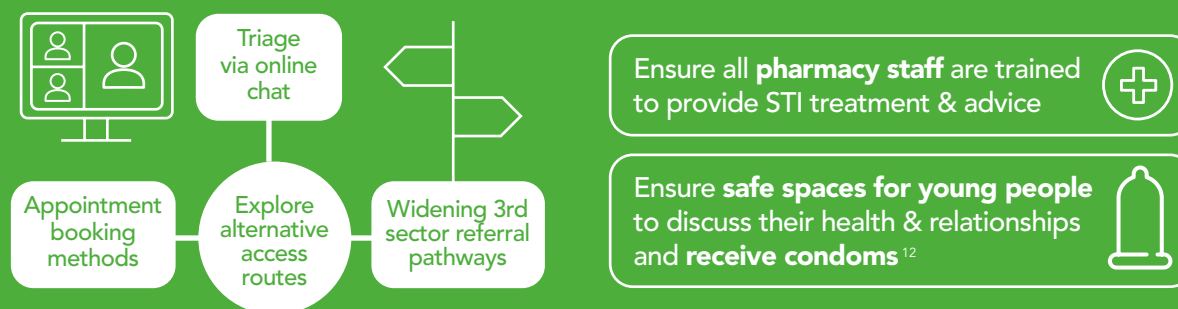 Triage
via online
chat
Appointment
booking
methods
Explore
alternative
access
routes
Widening 3rd
sector referral
pathways
Ensure all pharmacy staff are trained
to provide STI treatment & advice
Ensure safe spaces for young people
to discuss their health & relationships
and receive condoms 12